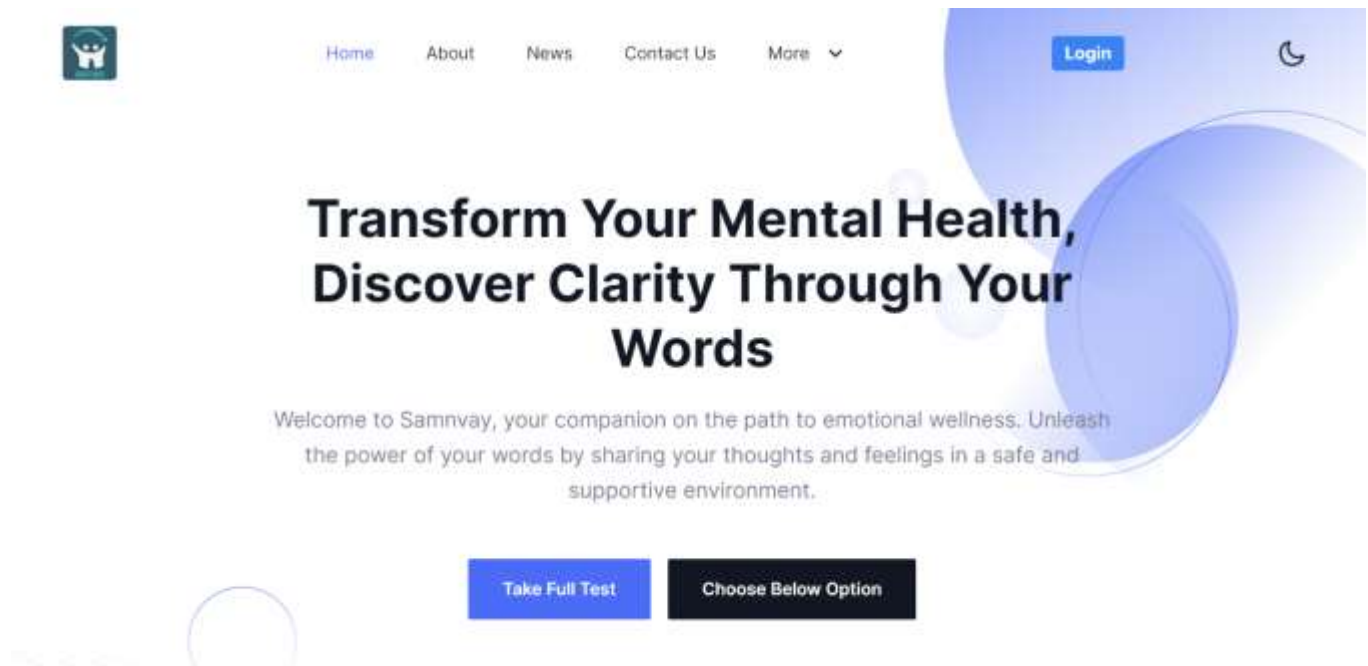 Home About News Contact Us More Login
Transform Your Mental Health,
Discover Clarity Through Your
Words
Welcome to Samnvay, your companion on the path to emotional wellness. Unleash
the power of your words by sharing your thoughts and feelings in a safe and
supportive environment.
Take Full Test Choose Below Option